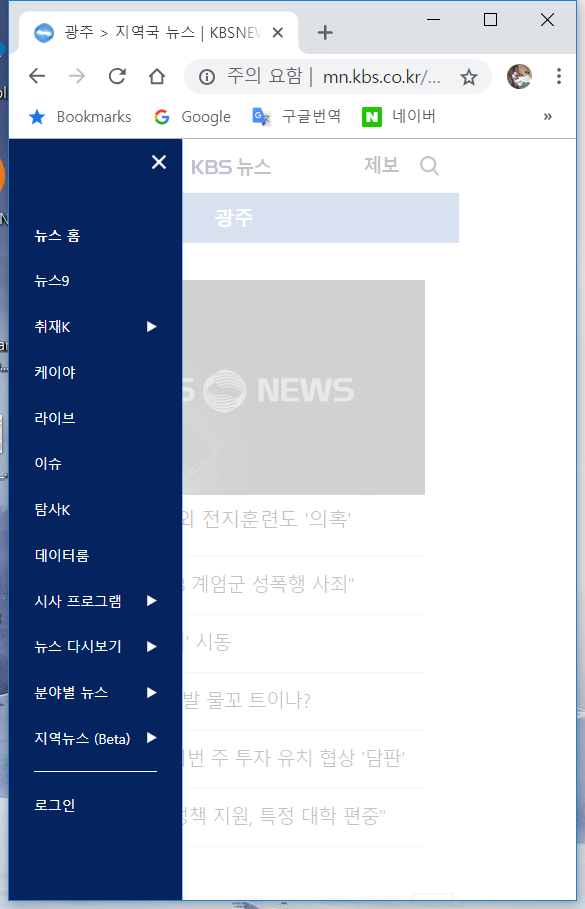 광주 > 지역국 뉴스 | KBSNEW
주의 요함 | mn.kbs.co.kr/...
Bookmarks Google 구글번역 네이버 »
KBS 뉴스 제보
광주
뉴스 홈
뉴스9
취재K
케이야
NEWS
라이브
이슈
탐사K
전지훈련도 '의혹'
데이터룸
계엄군 성폭행 사죄"
시사 프로그램
시동
뉴스 다시보기
분야별 뉴스
발 물꼬 트이나?
지역뉴스 (Beta)
주 투자 유치 협상 '담판'
로그인
지원, 특정 대학 편중"